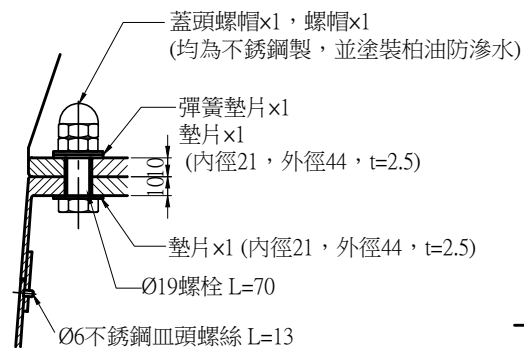 蓋頭螺帽×1，螺帽×1
(均為不銹鋼製，並塗裝柏油防滲水)
彈簧墊片×1
墊片×1
(內徑21，外徑44，t=2.5)
10
10
墊片×1 (內徑21，外徑44，t=2.5)
Ø19螺栓 L=70
Ø6不銹鋼皿頭螺絲 L=13